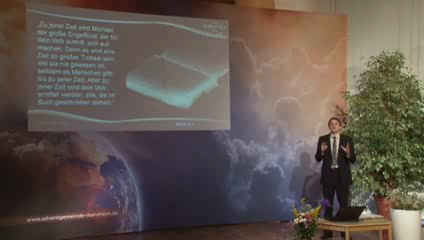 „Zu jener Zeit wird Michael,
der große Engelfürst, der für
dein Volk eintritt, sich auf-
machen. Denn es wird eine
Zeit so großer Trübsal sein,
wie sie nie gewesen ist,
seitdem es Menschen gibt,
bis zu jener Zeit. Aber zu
jener Zeit wird dein Volk
errettet werden, alle, die im
Buch geschrieben stehen."
www.adventgemeinde-mannheim.de